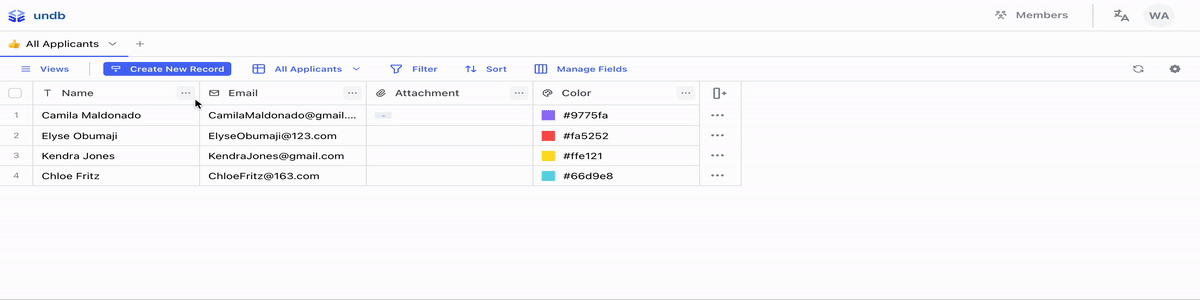 undb Members WA
👍 All Applicants +
Views Create New Record All Applicants Filter Sort Manage Fields
Name Email Attachment Color
1 Camila Maldonado CamilaMaldonado@gmail.... #9775fa
2 Elyse Obumaji ElyseObumaji@123.com #fa5252
3 Kendra Jones KendraJones@gmail.com #ffe121
4 Chloe Fritz ChloeFritz@163.com #66d9e8